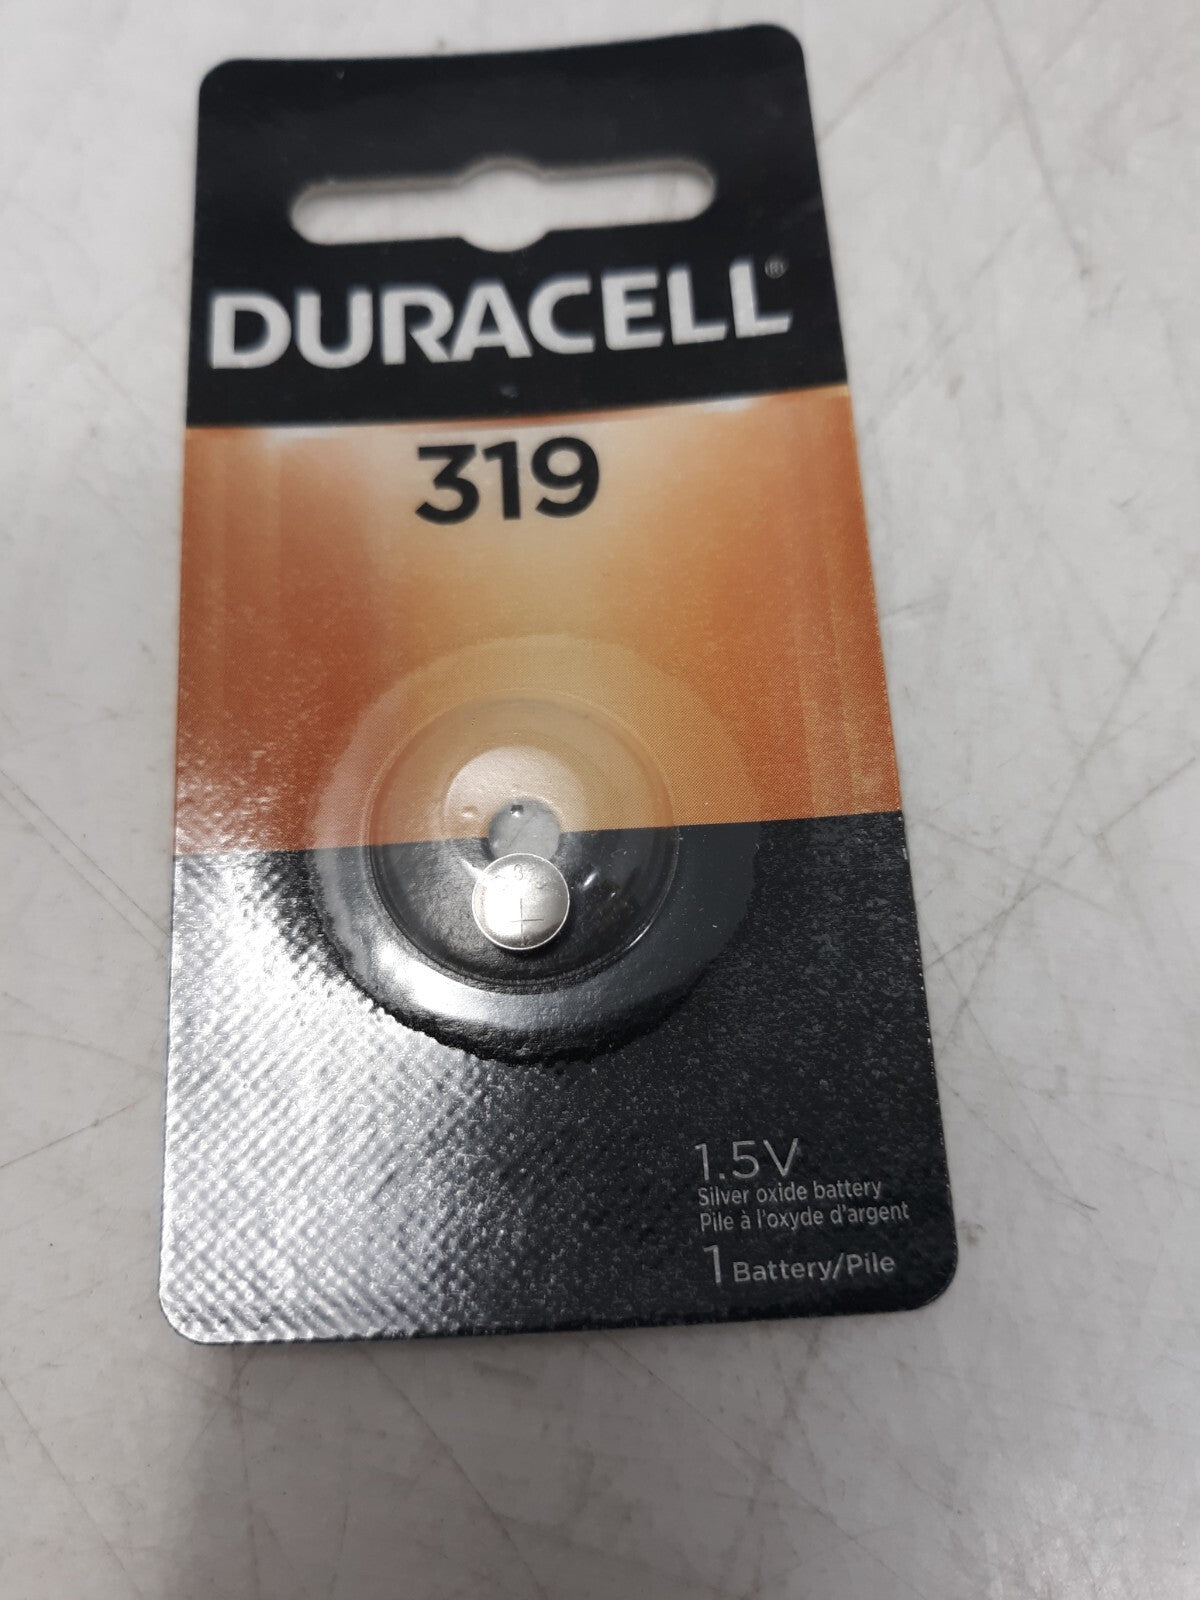 DURACELL®
319
+
1.5V
Silver oxide battery
Pile à l'oxyde d'argent
1 Battery/Pile